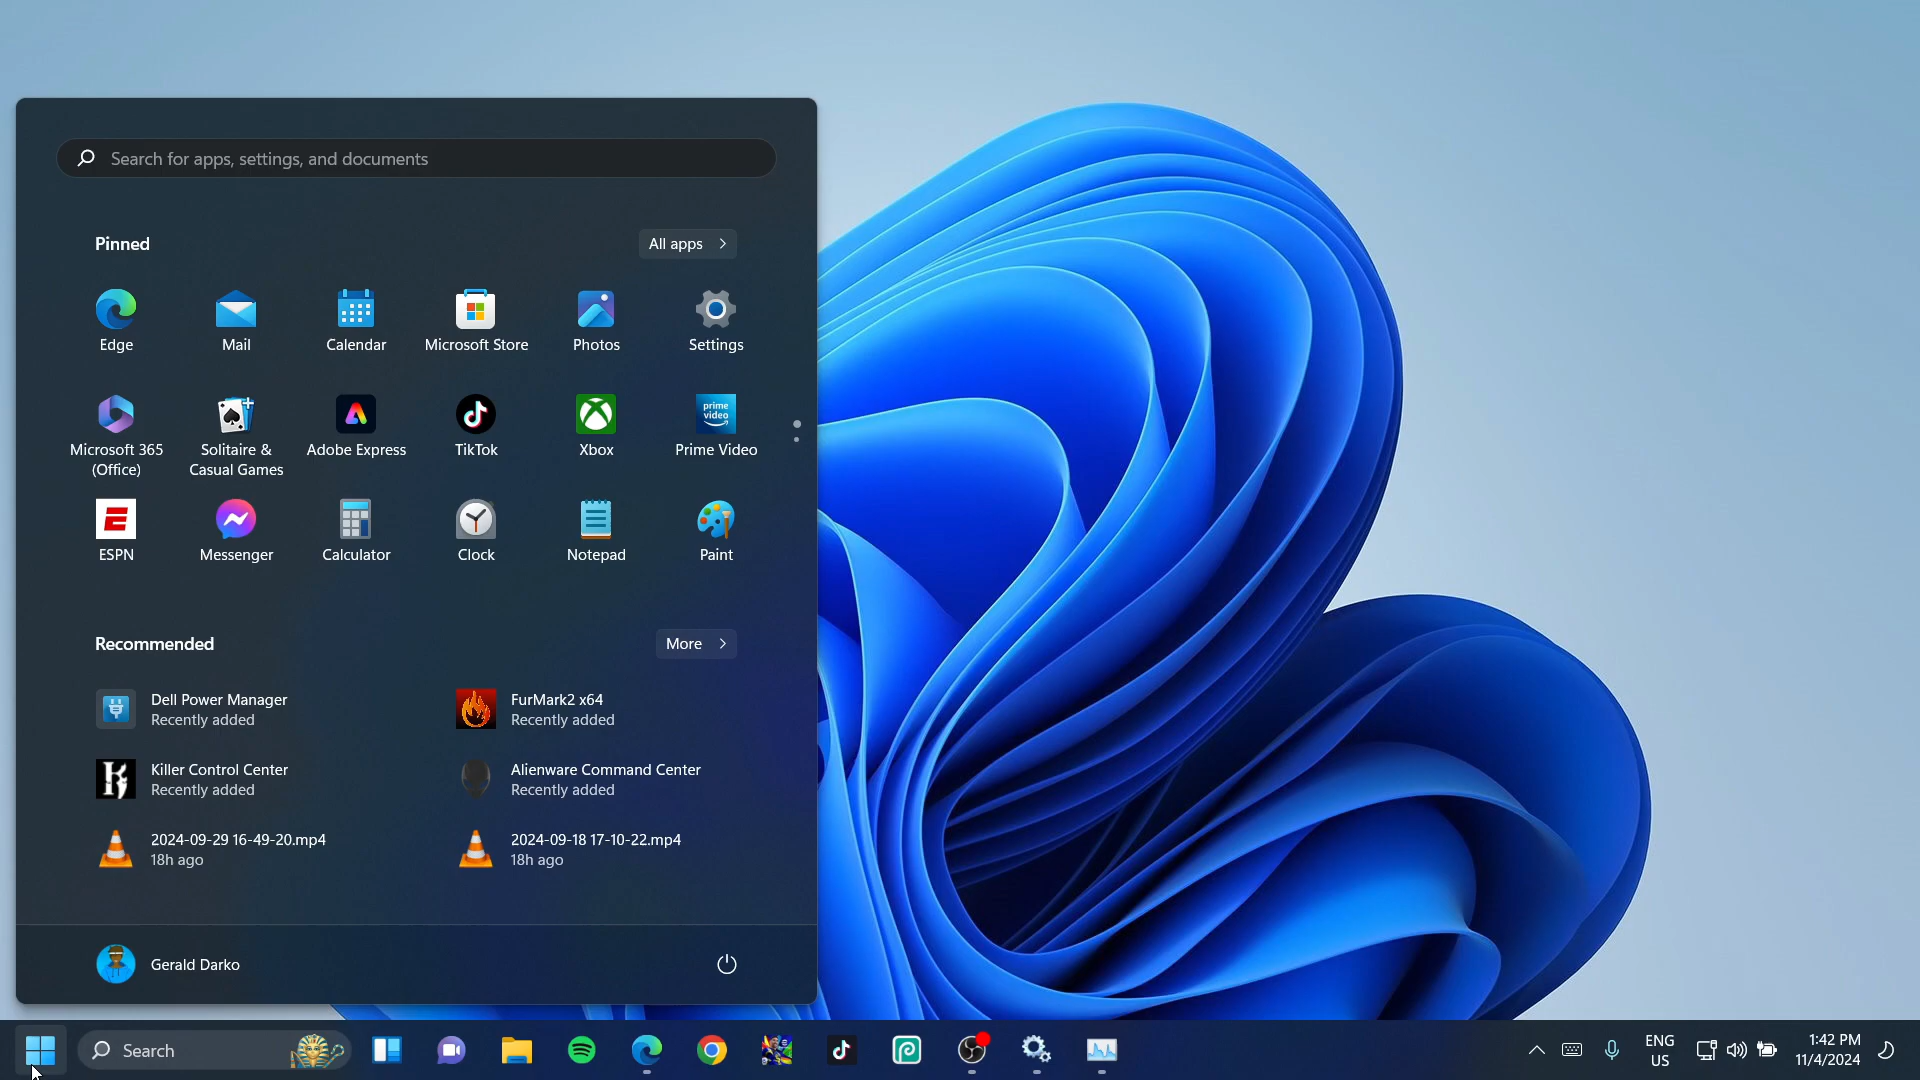 Search for apps, settings, and documents
Pinned
All apps
Edge
Mail
Calendar
Microsoft Store
Photos
Settings
Microsoft 365
(Office)
Solitaire &
Casual Games
Adobe Express
TikTok
Xbox
prime
video
Prime Video
ESPN
Messenger
Calculator
Clock
Notepad
Paint
Recommended
More
Dell Power Manager
Recently added
FurMark2 x64
Recently added
Killer Control Center
Recently added
Alienware Command Center
Recently added
2024-09-29 16-49-20.mp4
18h ago
2024-09-18 17-10-22.mp4
18h ago
Gerald Darko
Search
ENG
US
1:42 PM
11/4/2024